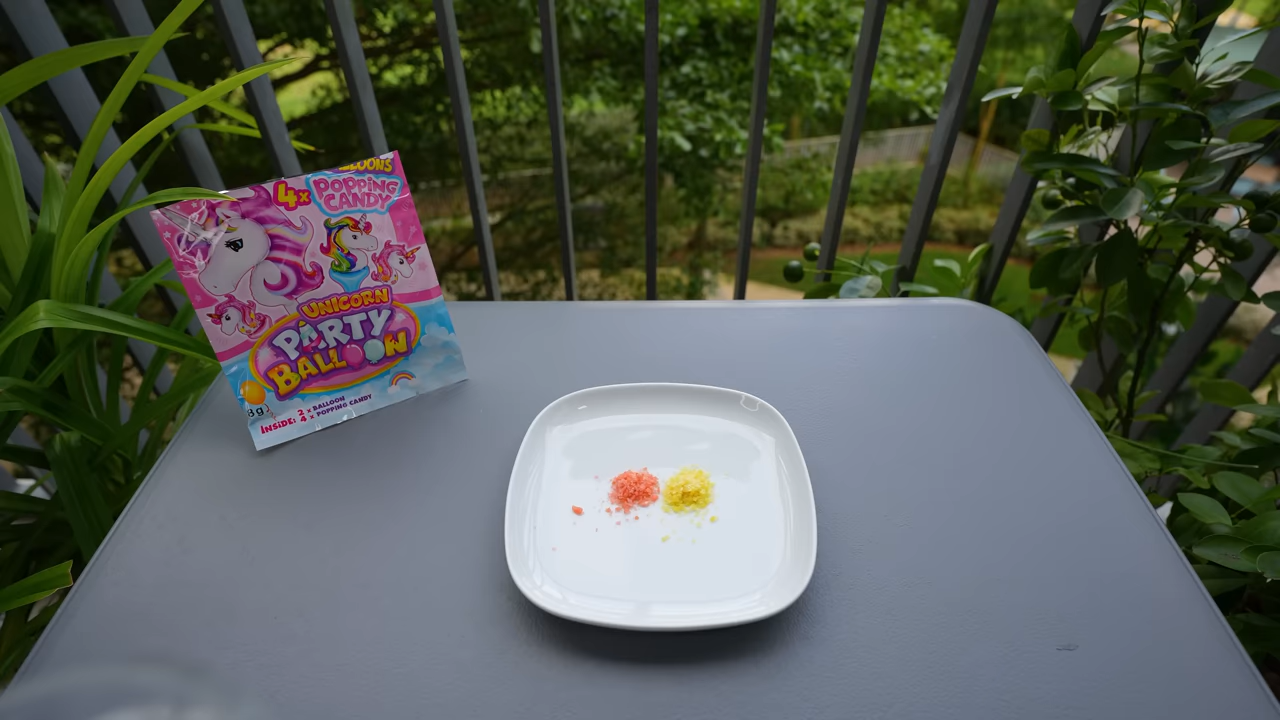 BALLOONS
4x POPPING
CANDY
UNICORN
PARTY
BALLOON
8g
INSIDE: 2 x BALLOON
4 x POPPING CANDY